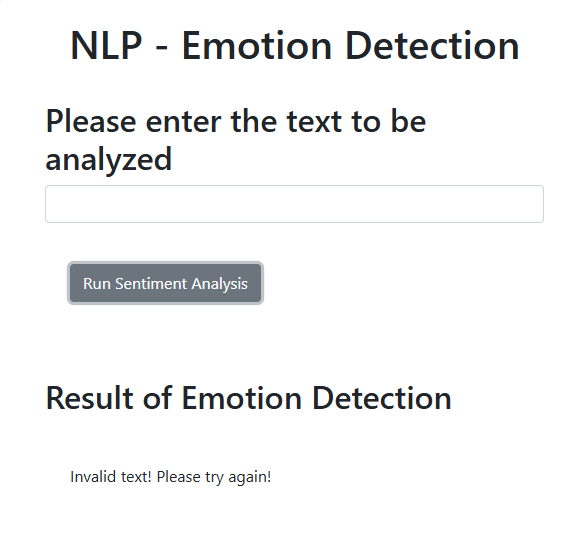 NLP - Emotion Detection
Please enter the text to be
analyzed
Run Sentiment Analysis
Result of Emotion Detection
Invalid text! Please try again!